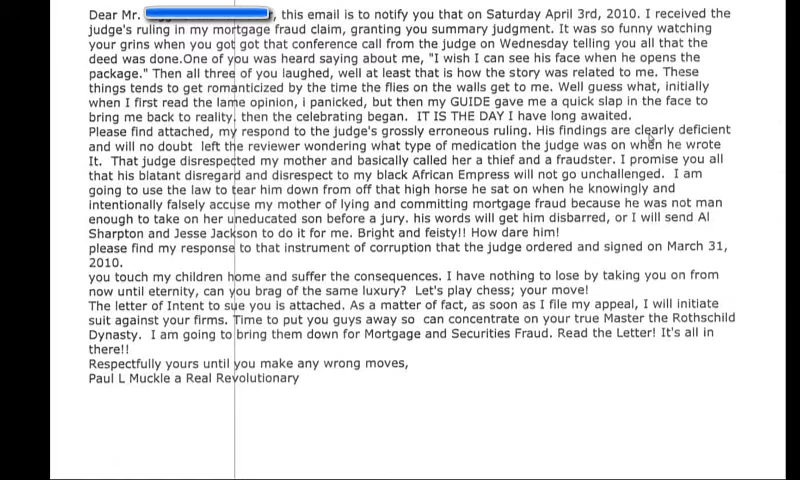 Dear Mr. , this email is to notify you that on Saturday April 3rd, 2010. I received the
judge's ruling in my mortgage fraud claim, granting you summary judgment. It was so funny watching
your grins when you got got that conference call from the judge on Wednesday telling you all that the
deed was done.One of you was heard saying about me, "I wish I can see his face when he opens the
package." Then all three of you laughed, well at least that is how the story was related to me. These
things tends to get romanticized by the time the flies on the walls get to me. Well guess what, initially
when I first read the lame opinion, i panicked, but then my GUIDE gave me a quick slap in the face to
bring me back to reality, then the celebrating began.  IT IS THE DAY I have long awaited.
Please find attached, my respond to the judge's grossly erroneous ruling. His findings are clearly deficient
and will no doubt  left the reviewer wondering what type of medication the judge was on when he wrote
It.  That judge disrespected my mother and basically called her a thief and a fraudster. I promise you all
that his blatant disregard and disrespect to my black African Empress will not go unchallenged.  I am
going to use the law to tear him down from off that high horse he sat on when he knowingly and
intentionally falsely accuse my mother of lying and committing mortgage fraud because he was not man
enough to take on her uneducated son before a jury. his words will get him disbarred, or I will send Al
Sharpton and Jesse Jackson to do it for me. Bright and feisty!! How dare him!
please find my response to that instrument of corruption that the judge ordered and signed on March 31,
2010.
you touch my children home and suffer the consequences. I have nothing to lose by taking you on from
now until eternity, can you brag of the same luxury?  Let's play chess; your move!
The letter of Intent to sue you is attached. As a matter of fact, as soon as I file my appeal, I will initiate
suit against your firms. Time to put you guys away so  can concentrate on your true Master the Rothschild
Dynasty.  I am going to bring them down for Mortgage and Securities Fraud. Read the Letter! It's all in
there!!
Respectfully yours until you make any wrong moves,
Paul L Muckle a Real Revolutionary